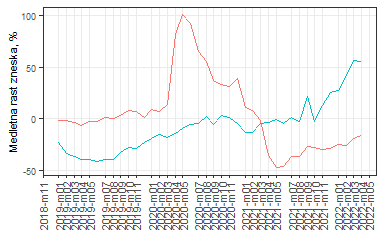 Medletna rast zneska, %
100
50
0
-50
2018-m11
2019-m01
2019-m02
2019-m03
2019-m04
2019-m05
2019-m07
2019-m08
2019-m09
2019-m10
2019-m11
2020-m01
2020-m02
2020-m03
2020-m04
2020-m05
2020-m07
2020-m08
2020-m09
2020-m10
2020-m11
2021-m01
2021-m02
2021-m03
2021-m04
2021-m05
2021-m07
2021-m08
2021-m09
2021-m10
2021-m11
2022-m01
2022-m02
2022-m03
2022-m04
2022-m05